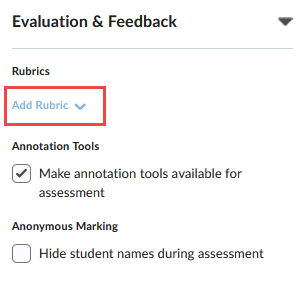 Evaluation & Feedback
Rubrics
Add Rubric
Annotation Tools
Make annotation tools available for
assessment
Anonymous Marking
Hide student names during assessment